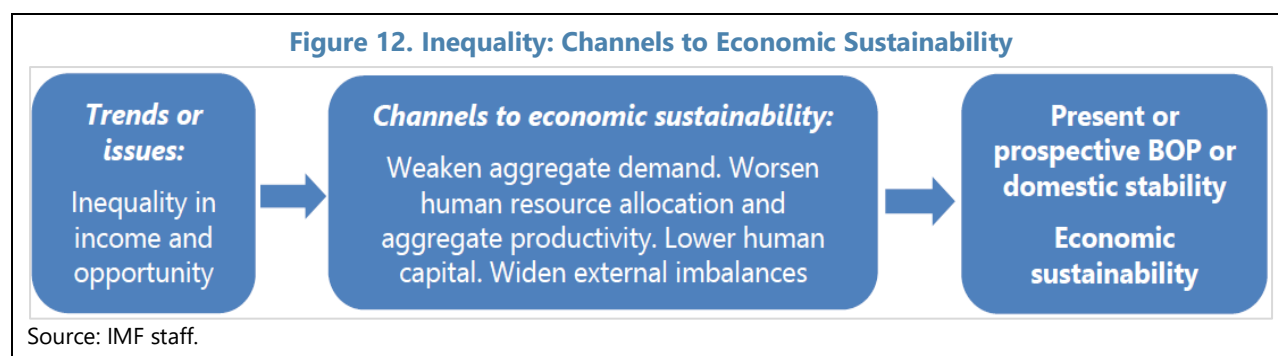 Figure 12. Inequality: Channels to Economic Sustainability
Trends or
issues:
Inequality in
income and
opportunity
Channels to economic sustainability:
Weaken aggregate demand. Worsen
human resource allocation and
aggregate productivity. Lower human
capital. Widen external imbalances
Present or
prospective BOP or
domestic stability
Economic
sustainability
Source: IMF staff.